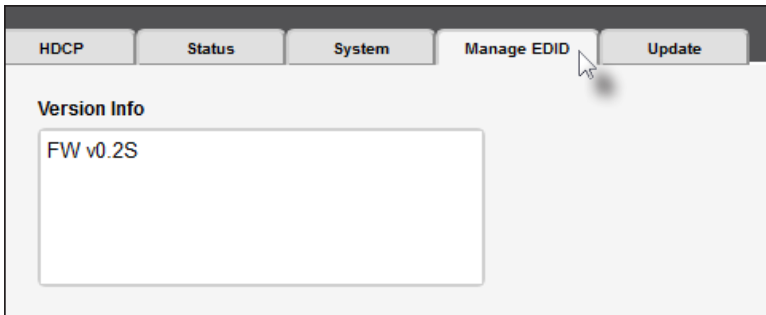 HDCP Status System Manage EDID Update
Version Info
FW v0.2S